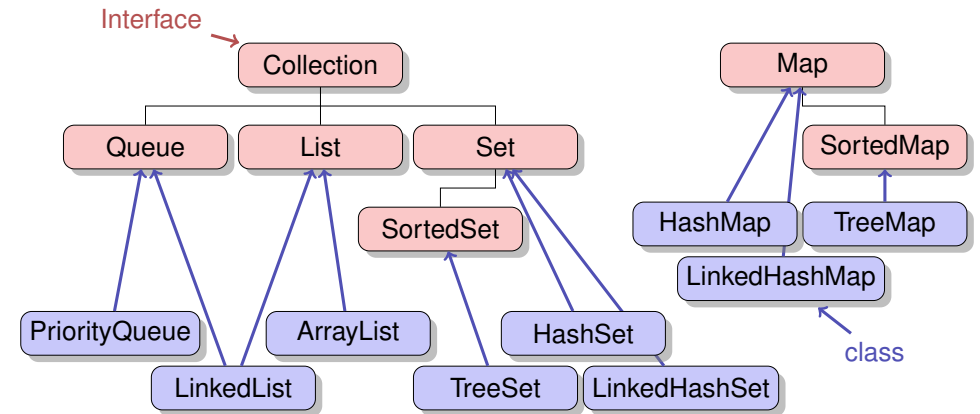 Interface
Collection
Map
Queue
List
Set
SortedMap
SortedSet
HashMap
TreeMap
LinkedHashMap
PriorityQueue
ArrayList
HashSet
class
LinkedList
TreeSet
LinkedHashSet